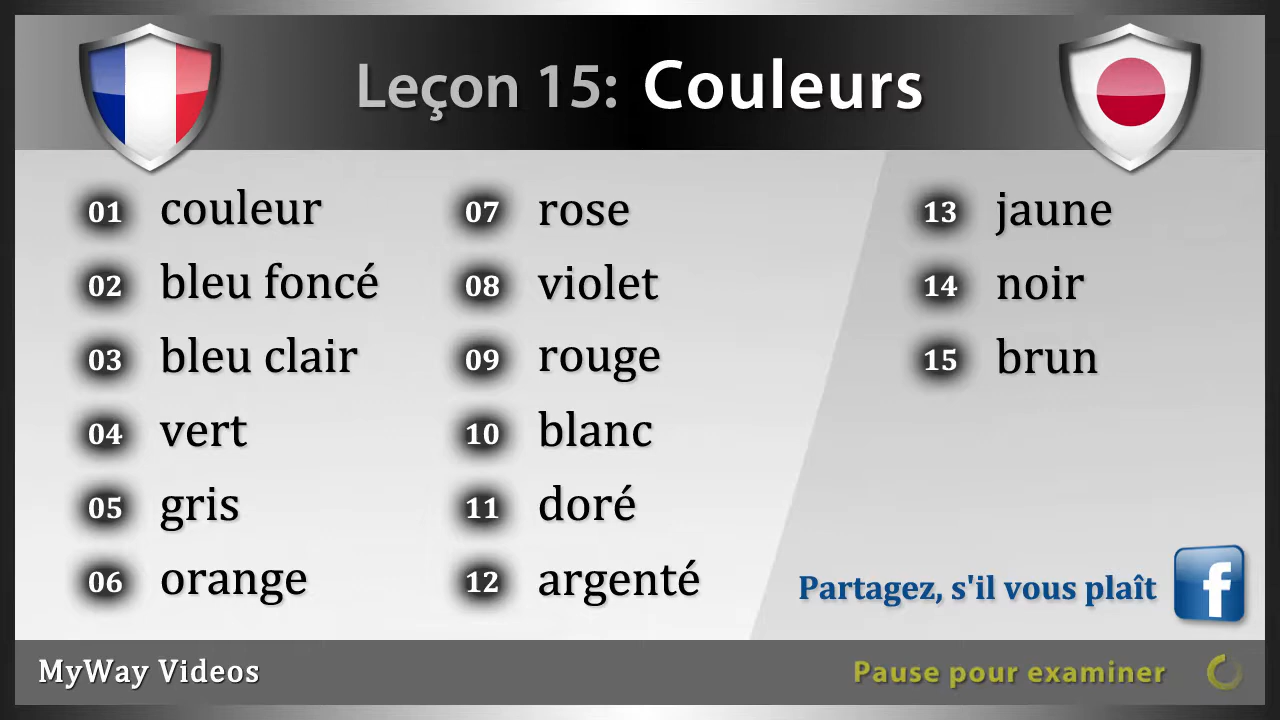 Leçon 15: Couleurs
01 couleur
02 bleu foncé
03 bleu clair
04 vert
05 gris
06 orange
07 rose
08 violet
09 rouge
10 blanc
11 doré
12 argenté
13 jaune
14 noir
15 brun
Partagez, s'il vous plaît f
MyWay Videos
Pause pour examiner